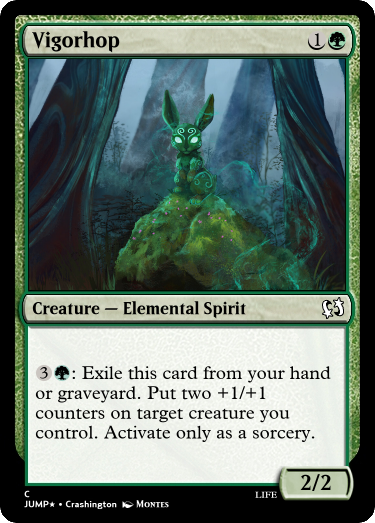 Vigorhop 1
Creature — Elemental Spirit
3: Exile this card from your hand
or graveyard. Put two +1/+1
counters on target creature you
control. Activate only as a sorcery.
2/2
C LIFE
JUMP★ • Crashington MONTES